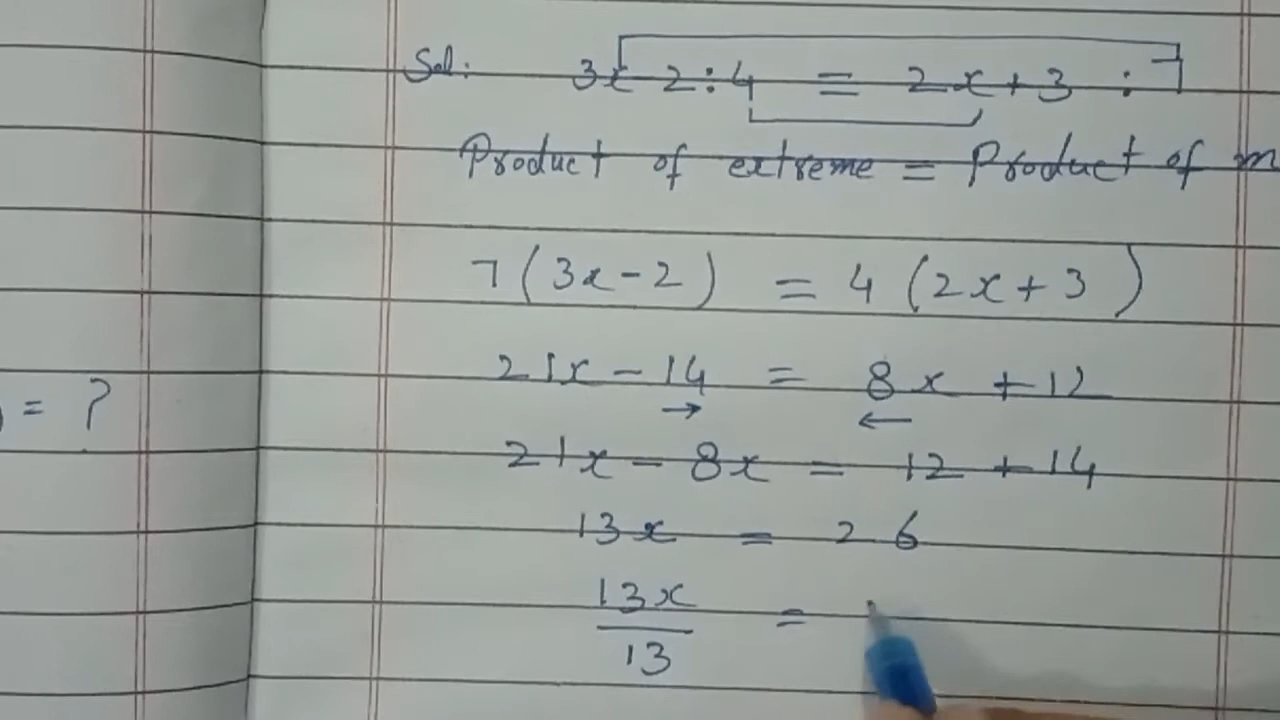 ) = ?
Sol: 3x - 2 : 4 = 2x + 3 : 7
Product of extreme = Product of m
7 (3x - 2) = 4 (2x + 3)
21x - 14 = 8x + 12
→ ←
21x - 8x = 12 + 14
13x = 26
13x
13 =